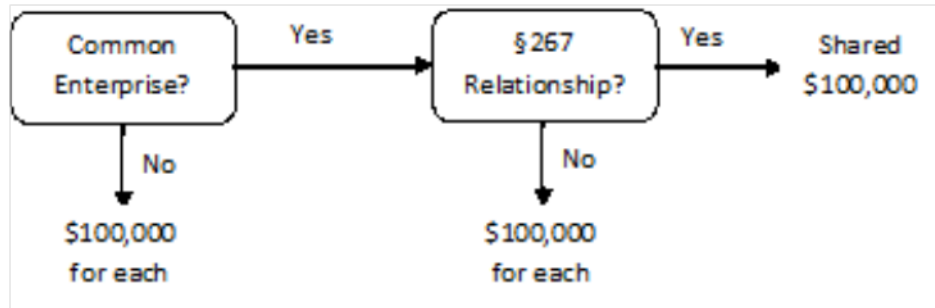 Common
Enterprise?
Yes
§267
Relationship?
Yes
Shared
$100,000
No
$100,000
for each
No
$100,000
for each